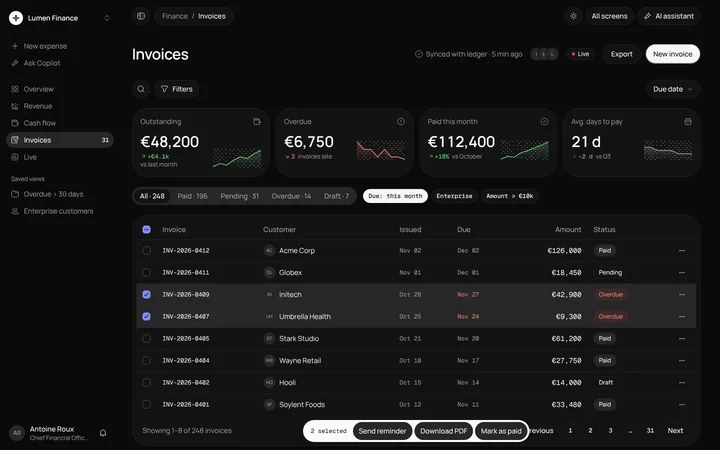 Lumen Finance
Finance / Invoices
All screens
AI assistant
New expense
Ask Copilot
Overview
Revenue
Cash flow
Invoices 31
Live
Saved views
Overdue > 30 days
Enterprise customers
AR
Antoine Roux
Chief Financial Offic...
Invoices
Synced with ledger · 5 min ago
Live
Export
New invoice
Filters
Due date
Outstanding
€48,200
↗ +€4.1k
vs last month
Overdue
€6,750
↘ 3 invoices late
Paid this month
€112,400
↗ +18% vs October
Avg. days to pay
21 d
−2 d vs Q3
All · 248
Paid · 196
Pending · 31
Overdue · 14
Draft · 7
Due: this month
Enterprise
Amount > €10k
Invoice Customer Issued Due Amount Status
INV-2026-0412 AC Acme Corp Nov 02 Dec 02 €126,000 Paid
INV-2026-0411 GL Globex Nov 01 Dec 01 €18,450 Pending
INV-2026-0409 IN Initech Oct 28 Nov 27 €42,900 Overdue
INV-2026-0407 UH Umbrella Health Oct 25 Nov 24 €9,300 Overdue
INV-2026-0405 ST Stark Studio Oct 21 Nov 20 €61,200 Paid
INV-2026-0404 WR Wayne Retail Oct 18 Nov 17 €27,750 Paid
INV-2026-0402 HO Hooli Oct 15 Nov 14 €14,000 Draft
INV-2026-0401 SF Soylent Foods Oct 12 Nov 11 €33,480 Paid
Showing 1–8 of 248 invoices
2 selected
Send reminder
Download PDF
Mark as paid
revious 1 2 3 … 31 Next